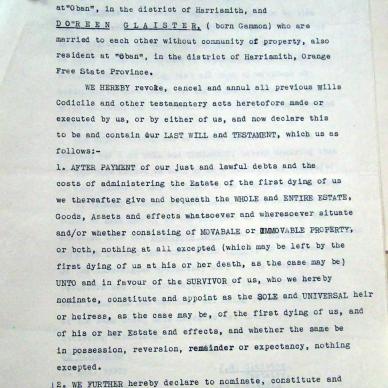 at"Oban", in the district of Harrismith, and
DOREEN GLAISTER, ( born Gammon) who are
married to each other without community of property, also
resident at "Oban", in the district of Harrismith, Orange
Free State Province.
WE HEREBY revoke, cancel and annul all previous Wills
Codicils and other testamentery acts heretofore made or
executed by us, or by either of us, and now declare this
to be and contain our LAST WILL and TESTAMENT, which us as
follows:-
1. AFTER PAYMENT of our just and lawful debts and the
costs of administering the Estate of the first dying of us
we thereafter give and bequeath the WHOLE and ENTIRE ESTATE,
Goods, Assets and effects whatsoever and wheresoever situate
and/or whether consisting of MOVABALE or IMMOVABLE PROPERTY,
or both, nothing at all excepted (which may be left by the
first dying of us at his or her death, as the case may be)
UNTO and in favour of the SURVIVOR of us, who we hereby
nominate, constitute and appoint as the SOLE and UNIVERSAL heir
or heiress, as the case may be, of the first dying of us, and
of his or her Estate and effects, and whether the same be
in possession, reversion, remainder or expectancy, nothing
excepted.
2. WE FURTHER hereby declare to nominate, constitute and